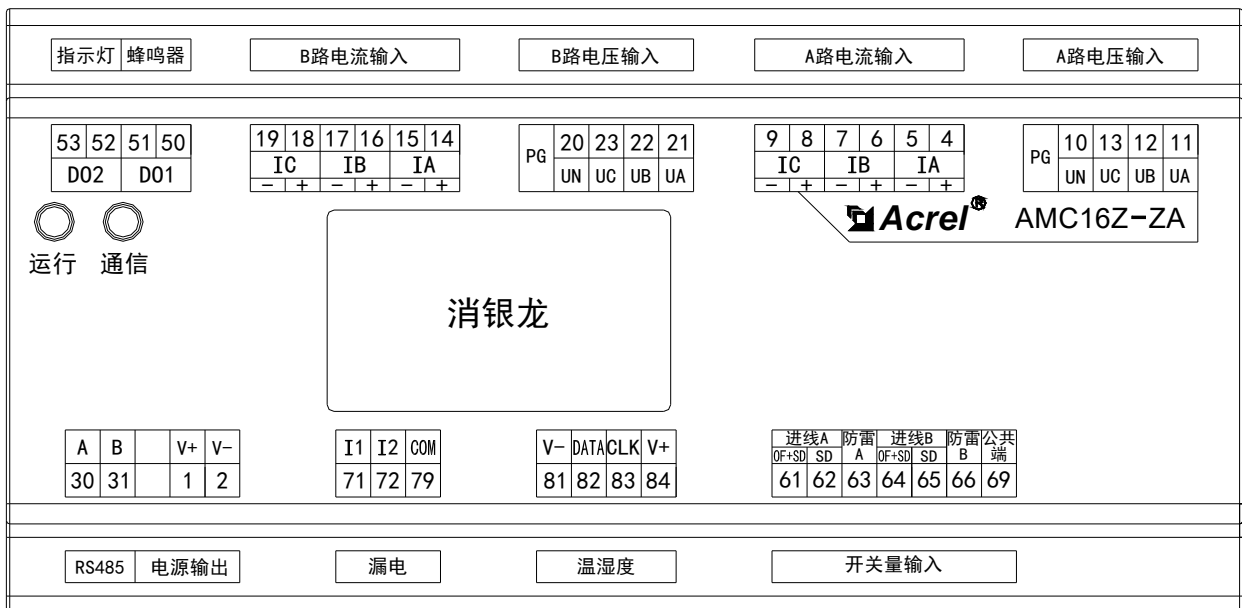 指示灯 蜂鸣器 B路电流输入 B路电压输入 A路电流输入 A路电压输入
53 52 51 50 19 18 17 16 15 14 PG 20 23 22 21 9 8 7 6 5 4 PG 10 13 12 11
DO2 DO1 IC IB IA UN UC UB UA IC IB IA UN UC UB UA
- + - + - + - + - + - +
Acrel® AMC16Z-ZA
运行 通信
消银龙
A B V+ V- I1 I2 COM V- DATA CLK V+ 进线A 防雷A 进线B 防雷B 公共端
OF+SD SD OF+SD SD
30 31 1 2 71 72 79 81 82 83 84 61 62 63 64 65 66 69
RS485 电源输出 漏电 温湿度 开关量输入